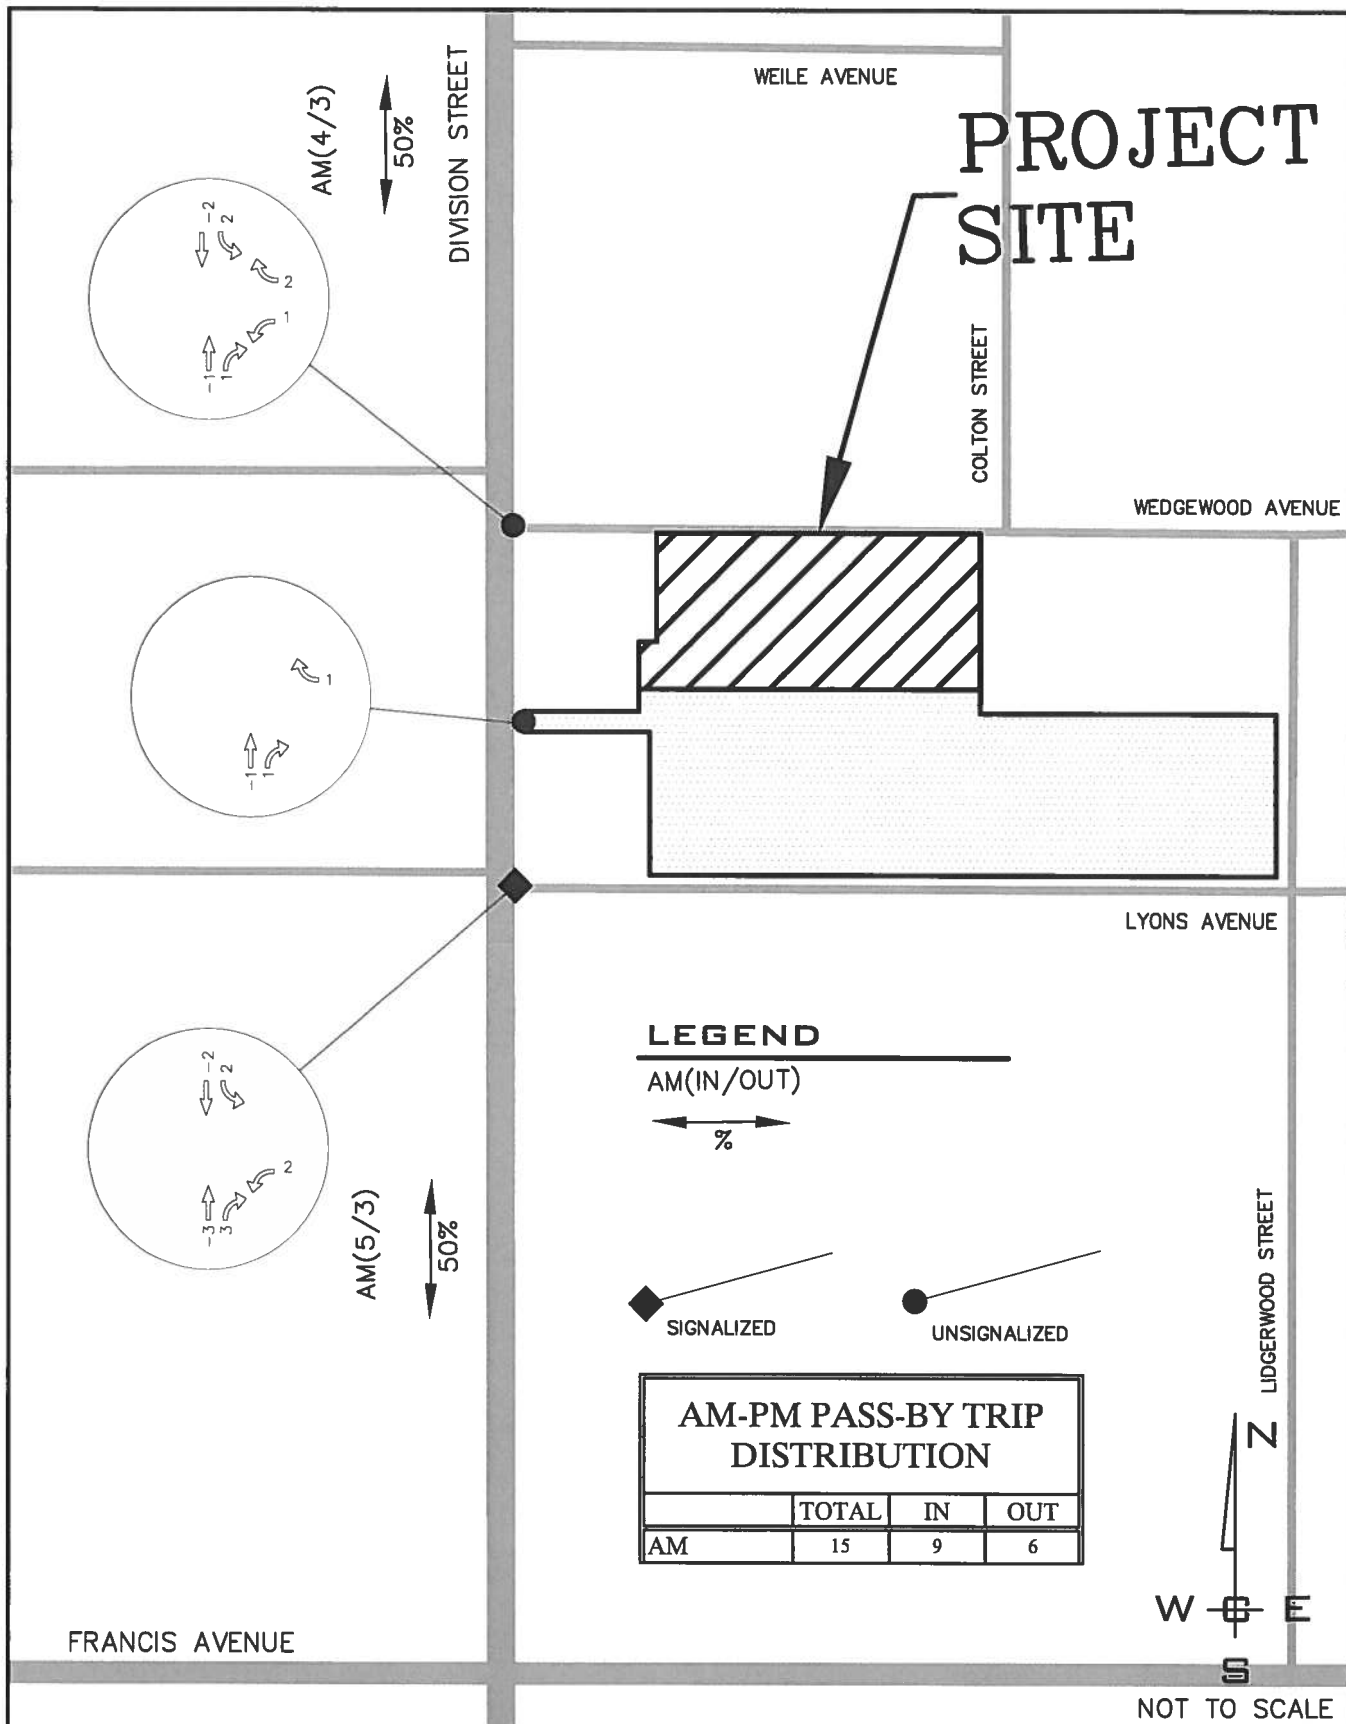 WEILE AVENUE
DIVISION STREET
AM(4/3)
50%
PROJECT
SITE
-2
2
2
1
-1
1
COLTON STREET
WEDGEWOOD AVENUE
1
-1
1
LYONS AVENUE
-2
2
2
-3
3
AM(5/3)
50%
LEGEND
AM(IN/OUT)
%
SIGNALIZED
UNSIGNALIZED
LIDGERWOOD STREET
AM-PM PASS-BY TRIP
DISTRIBUTION
TOTAL IN OUT
AM 15 9 6
N
W E
S
FRANCIS AVENUE
NOT TO SCALE